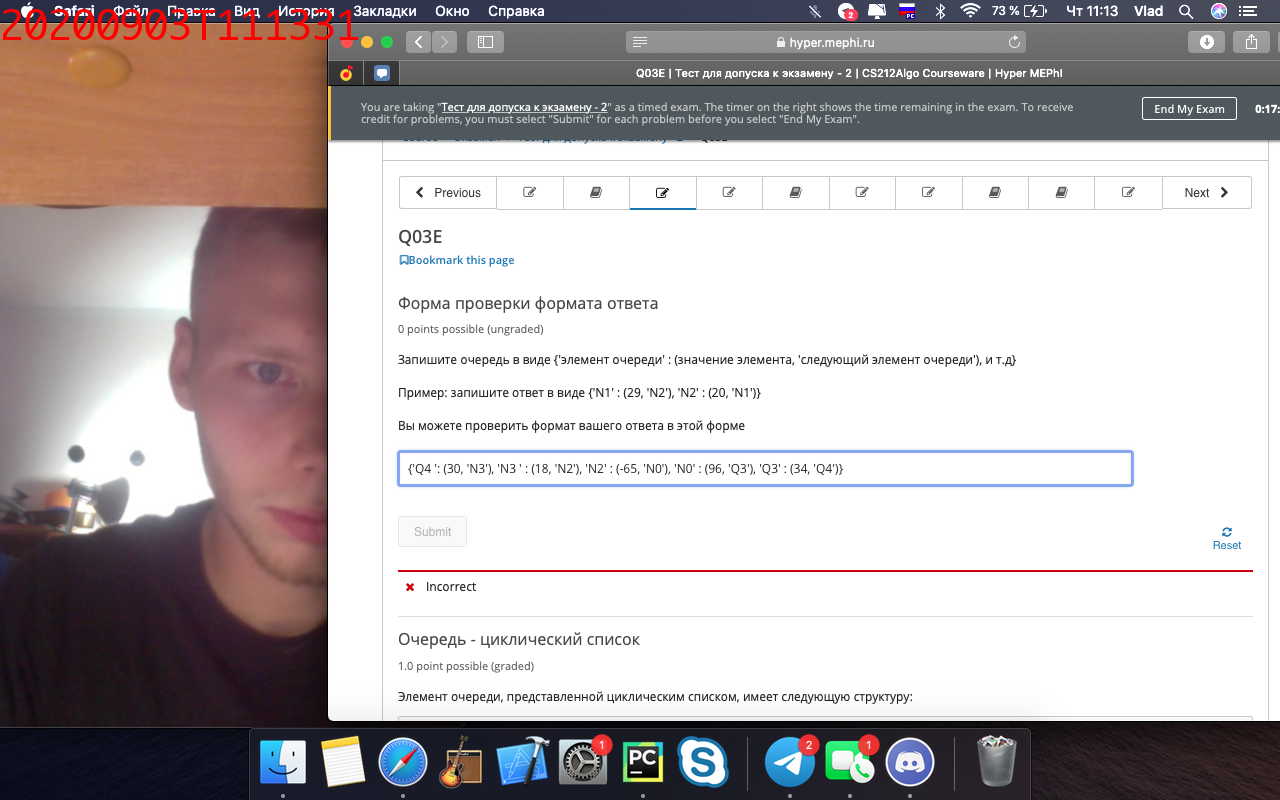 20200903T111331
Safari Файл Правка Вид История Закладки Окно Справка
2 РС 73 % Чт 11:13 Vlad
hyper.mephi.ru
Q03E | Тест для допуска к экзамену - 2 | CS212Algo Courseware | Hyper MEPhI
You are taking "Тест для допуска к экзамену - 2" as a timed exam. The timer on the right shows the time remaining in the exam. To receive
credit for problems, you must select "Submit" for each problem before you select "End My Exam".
End My Exam
0:17:
Previous
Next
Q03E
Bookmark this page
Форма проверки формата ответа
0 points possible (ungraded)
Запишите очередь в виде {'элемент очереди' : (значение элемента, 'следующий элемент очереди'), и т.д}
Пример: запишите ответ в виде {'N1' : (29, 'N2'), 'N2' : (20, 'N1')}
Вы можете проверить формат вашего ответа в этой форме
{'Q4 ': (30, 'N3'), 'N3 ' : (18, 'N2'), 'N2' : (-65, 'N0'), 'N0' : (96, 'Q3'), 'Q3' : (34, 'Q4')}
Submit
Reset
Incorrect
Очередь - циклический список
1.0 point possible (graded)
Элемент очереди, представленной циклическим списком, имеет следующую структуру:
1
PC
2
1